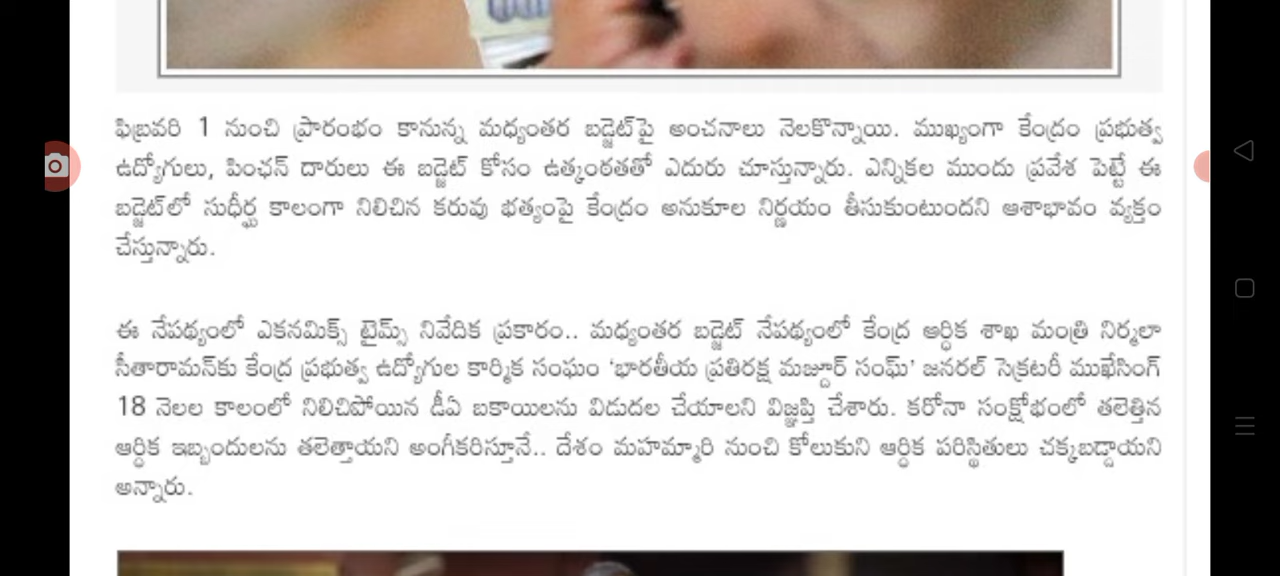 ఫిబ్రవరి 1 నుంచి ప్రారంభం కానున్న మధ్యంతర బడ్జెట్‌పై అంచనాలు నెలకొన్నాయి. ముఖ్యంగా కేంద్రం ప్రభుత్వ
ఉద్యోగులు, పింఛన్ దారులు ఈ బడ్జెట్ కోసం ఉత్కంఠతతో ఎదురు చూస్తున్నారు. ఎన్నికల ముందు ప్రవేశ పెట్టే ఈ
బడ్జెట్‌లో సుధీర్ఘ కాలంగా నిలిచిన కరువు భత్యంపై కేంద్రం అనుకూల నిర్ణయం తీసుకుంటుందని ఆశాభావం వ్యక్తం
చేస్తున్నారు.
ఈ నేపథ్యంలో ఎకనమిక్స్ టైమ్స్ నివేదిక ప్రకారం.. మధ్యంతర బడ్జెట్ నేపథ్యంలో కేంద్ర ఆర్ధిక శాఖ మంత్రి నిర్మలా
సీతారామన్‌కు కేంద్ర ప్రభుత్వ ఉద్యోగుల కార్మిక సంఘం ‘భారతీయ ప్రతిరక్ష మజ్దూర్ సంఘ్’ జనరల్ సెక్రటరీ ముఖేసింగ్
18 నెలల కాలంలో నిలిచిపోయిన డీఏ బకాయిలను విడుదల చేయాలని విజ్ఞప్తి చేశారు. కరోనా సంక్షోభంలో తలెత్తిన
ఆర్ధిక ఇబ్బందులను తలెత్తాయని అంగీకరిస్తూనే.. దేశం మహమ్మారి నుంచి కోలుకుని ఆర్ధిక పరిస్థితులు చక్కబడ్డాయని
అన్నారు.